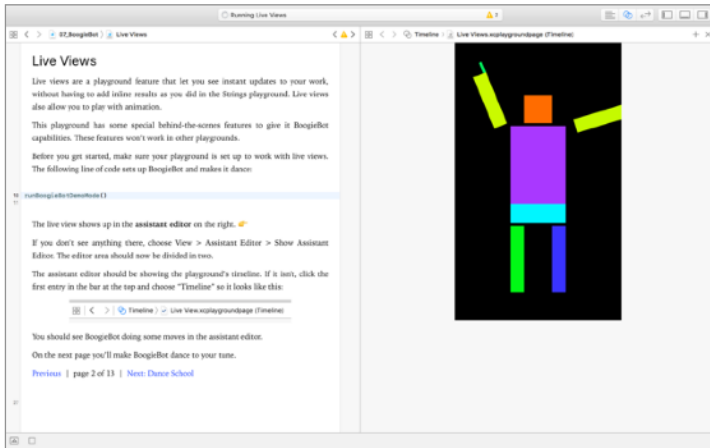 Running Live Views
1
07_BoogieBot
Live Views
Timeline
Live Views.xcplaygroundpage (Timeline)
Live Views
Live views are a playground feature that let you see instant updates to your work,
without having to add inline results as you did in the Strings playground. Live views
also allow you to play with animation.
This playground has some special behind-the-scenes features to give it BoogieBot
capabilities. These features won't work in other playgrounds.
Before you get started, make sure your playground is set up to work with live views.
The following line of code sets up BoogieBot and makes it dance:
10 runBoogieBotDemoMode()
11
The live view shows up in the assistant editor on the right. 👉
If you don't see anything there, choose View > Assistant Editor > Show Assistant
Editor. The editor area should now be divided in two.
The assistant editor should be showing the playground's timeline. If it isn't, click the
first entry in the bar at the top and choose "Timeline" so it looks like this:
Timeline Live View.xcplaygroundpage (Timeline)
You should see BoogieBot doing some moves in the assistant editor.
On the next page you'll make BoogieBot dance to your tune.
Previous | page 2 of 13 | Next: Dance School